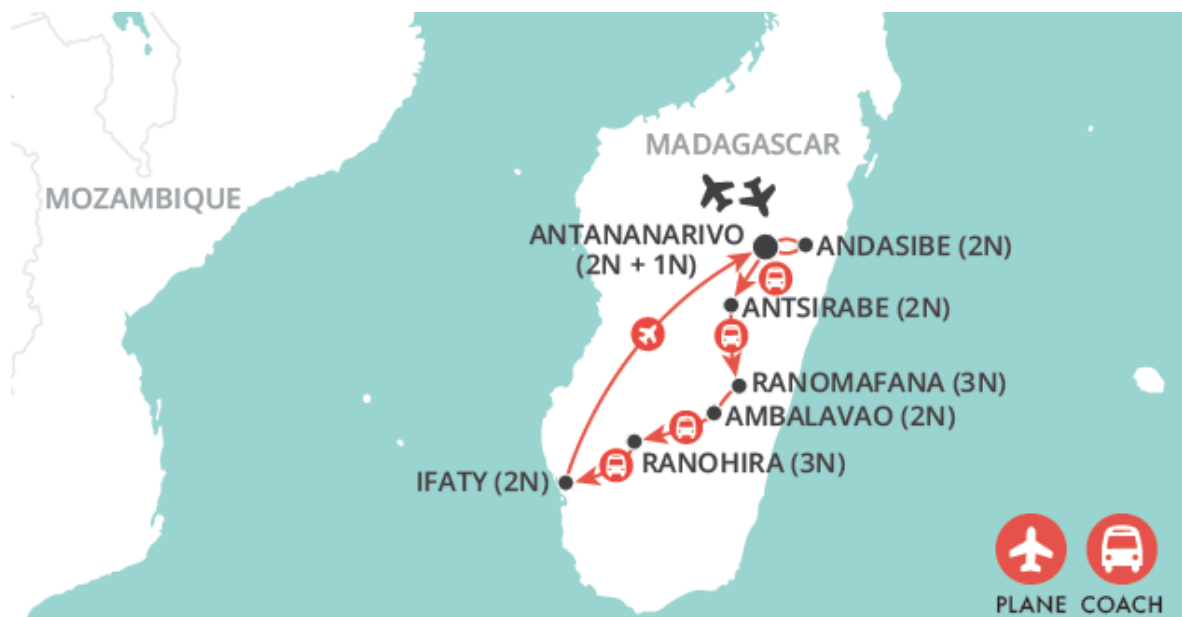 MADAGASCAR
MOZAMBIQUE
ANTANANARIVO
(2N + 1N)
ANDASIBE (2N)
ANTSIRABE (2N)
RANOMAFANA (3N)
AMBALAVAO (2N)
RANOHIRA (3N)
IFATY (2N)
PLANE COACH